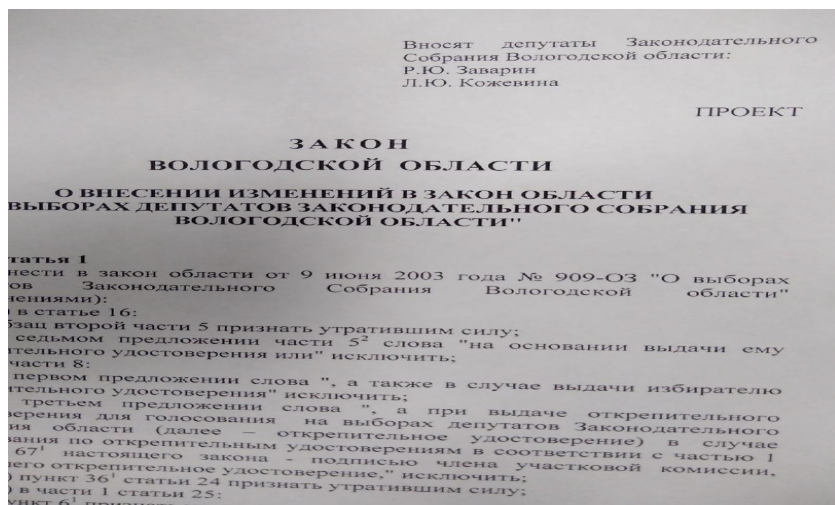 Вносят депутаты Законодательного
Собрания Вологодской области:
Р.Ю. Заварин
Л.Ю. Кожевина
ПРОЕКТ
ЗАКОН
ВОЛОГОДСКОЙ ОБЛАСТИ
О ВНЕСЕНИИ ИЗМЕНЕНИЙ В ЗАКОН ОБЛАСТИ
ВЫБОРАХ ДЕПУТАТОВ ЗАКОНОДАТЕЛЬНОГО СОБРАНИЯ
ВОЛОГОДСКОЙ ОБЛАСТИ"
татья 1
нести в закон области от 9 июня 2003 года № 909-ОЗ "О выборах
ов Законодательного Собрания Вологодской области"
нениями):
) в статье 16:
бзац второй части 5 признать утратившим силу;
седьмом предложении части 5² слова "на основании выдачи ему
ительного удостоверения или" исключить;
части 8:
первом предложении слова ", а также в случае выдачи избирателю
ительного удостоверения" исключить;
третьем предложении слова ", а при выдаче открепительного
верения для голосования на выборах депутатов Законодательного
ия области (далее – открепительное удостоверение) в случае
вания по открепительным удостоверениям в соответствии с частью 1
67¹ настоящего закона - подписью члена участковой комиссии,
его открепительное удостоверение," исключить;
) пункт 36¹ статьи 24 признать утратившим силу;
) в части 1 статьи 25:
ункт 6¹